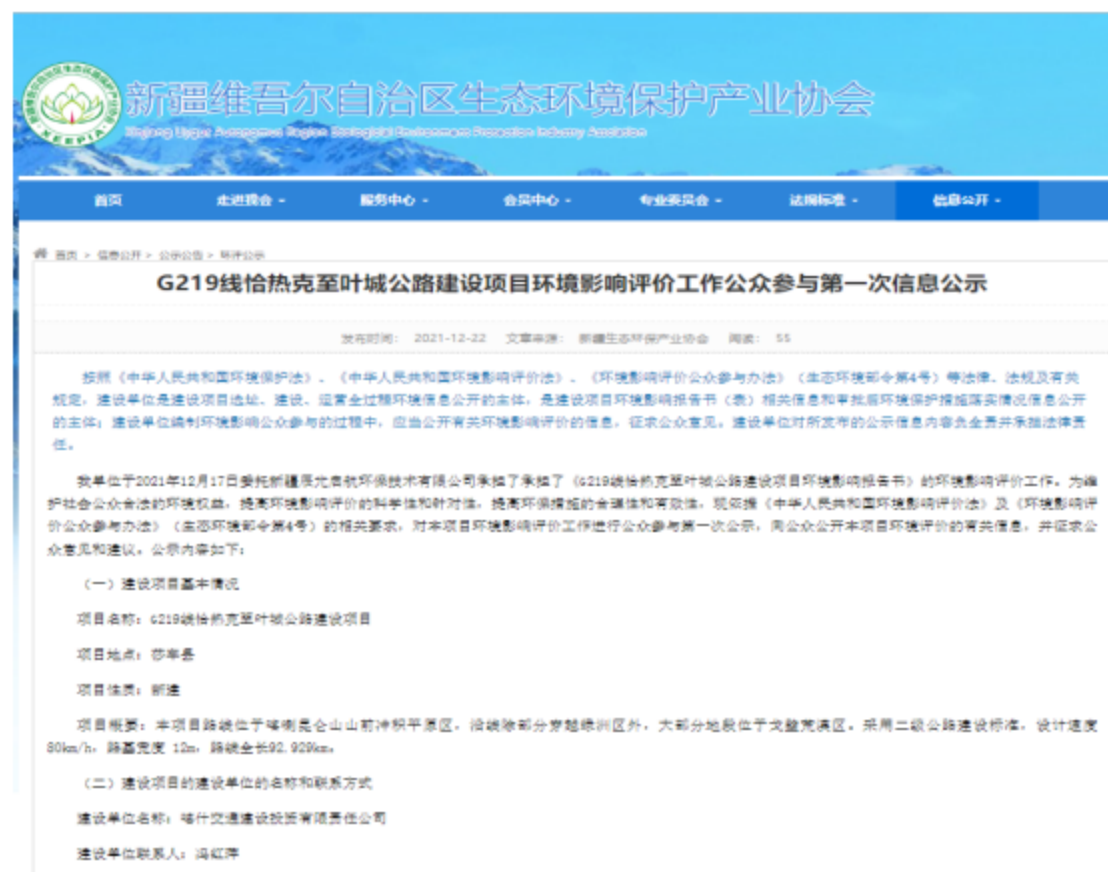 新疆维吾尔自治区生态环境保护产业协会
XEEPIA
首页 走进我会 服务中心 会员中心 专业委员会 法规标准 信息公开
首页 > 信息公开 > 公示公告 > 环评公示
G219线恰热克至叶城公路建设项目环境影响评价工作公众参与第一次信息公示
发布时间： 2021-12-22 文章来源： 新疆生态环保产业协会 阅读： 55
按照《中华人民共和国环境保护法》、《中华人民共和国环境影响评价法》、《环境影响评价公众参与办法》（生态环境部令第4号）等法律、法规及有关
规定，建设单位是建设项目选址、建设、运营全过程环境信息公开的主体，是建设项目环境影响报告书（表）相关信息和审批后环境保护措施落实情况信息公开
的主体；建设单位编制环境影响公众参与的过程中，应当公开有关环境影响评价的信息，征求公众意见。建设单位对所发布的公示信息内容负全责并承担法律责
任。
我单位于2021年12月17日委托新疆辰光启航环保技术有限公司承担了承担了《G219线恰热克至叶城公路建设项目环境影响报告书》的环境影响评价工作。为维
护社会公众合法的环境权益，提高环境影响评价的科学性和针对性，提高环保措施的合理性和有效性，现依据《中华人民共和国环境影响评价法》及《环境影响评
价公众参与办法》（生态环境部令第4号）的相关要求，对本项目环境影响评价工作进行公众参与第一次公示，向公众公开本项目环境评价的有关信息，并征求公
众意见和建议。公示内容如下：
（一）建设项目基本情况
项目名称：G219线恰热克至叶城公路建设项目
项目地点：莎车县
项目性质：新建
项目概要：本项目路线位于喀喇昆仑山山前冲积平原区，沿线除部分穿越绿洲区外，大部分地段位于戈壁荒漠区。采用二级公路建设标准，设计速度
80km/h，路基宽度 12m，路线全长92.929km。
（二）建设项目的建设单位的名称和联系方式
建设单位名称：喀什交通建设投资有限责任公司
建设单位联系人：冯红萍